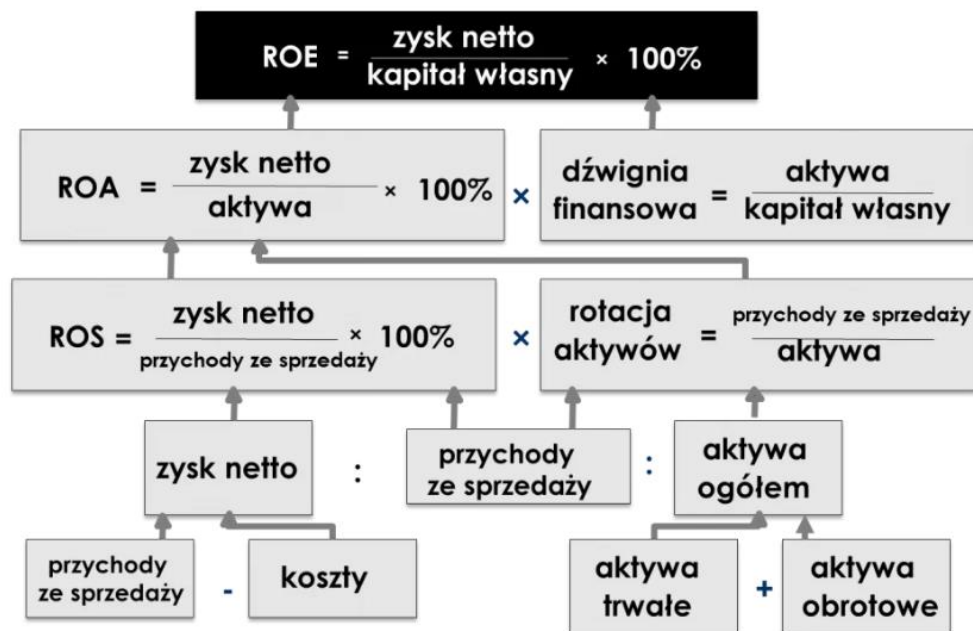 ROE = zysk netto / kapitał własny × 100%
ROA = zysk netto / aktywa × 100% × dźwignia finansowa = aktywa / kapitał własny
ROS = zysk netto / przychody ze sprzedaży × 100% × rotacja aktywów = przychody ze sprzedaży / aktywa
zysk netto : przychody ze sprzedaży : aktywa ogółem
przychody ze sprzedaży - koszty
aktywa trwałe + aktywa obrotowe